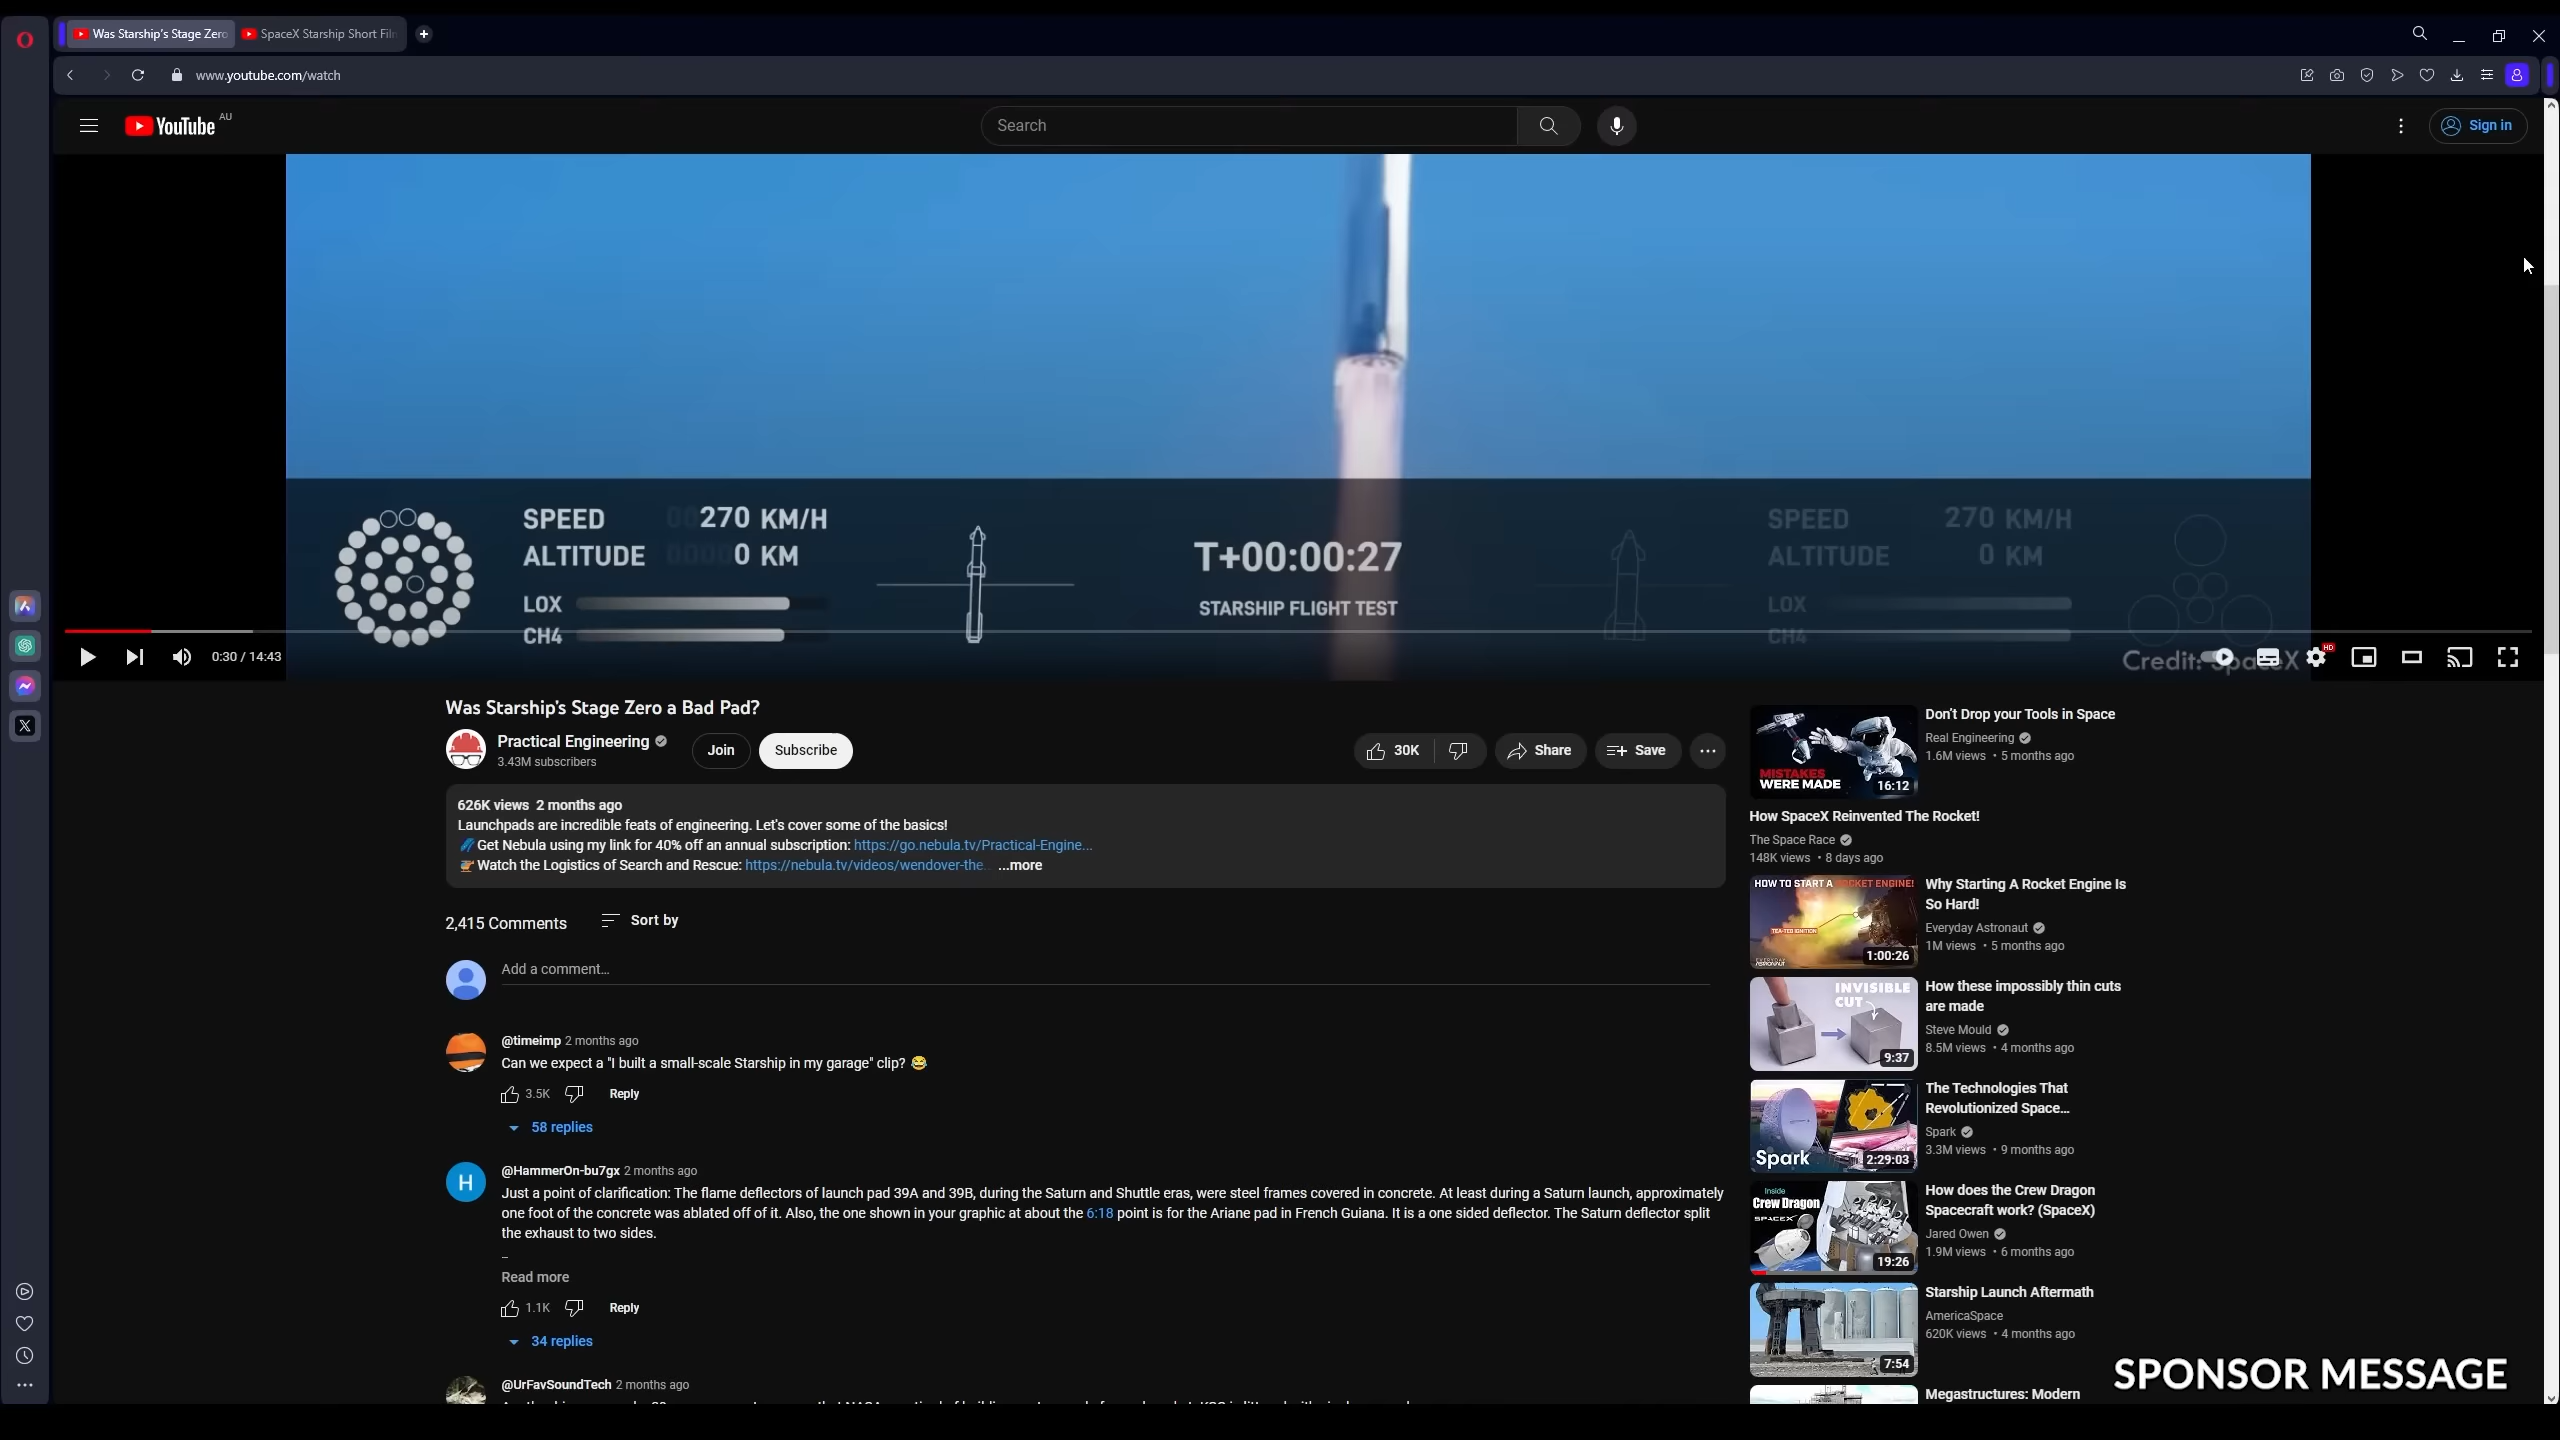 Was Starship's Stage Zero
SpaceX Starship Short Fil
www.youtube.com/watch
YouTube AU
Search
Sign in
SPEED 270 KM/H
ALTITUDE 0 KM
LOX
CH4
T+00:00:27
STARSHIP FLIGHT TEST
SPEED 270 KM/H
ALTITUDE 0 KM
LOX
CH4
Credit: SpaceX
HD
0:30 / 14:43
Was Starship's Stage Zero a Bad Pad?
Practical Engineering
3.43M subscribers
Join
Subscribe
30K
Share
Save
626K views 2 months ago
Launchpads are incredible feats of engineering. Let's cover some of the basics!
Get Nebula using my link for 40% off an annual subscription: https://go.nebula.tv/Practical-Engine...
Watch the Logistics of Search and Rescue: https://nebula.tv/videos/wendover-the... ...more
2,415 Comments
Sort by
Add a comment...
@timeimp 2 months ago
Can we expect a "I built a small-scale Starship in my garage" clip? 😂
3.5K
Reply
58 replies
H
@HammerOn-bu7gx 2 months ago
Just a point of clarification: The flame deflectors of launch pad 39A and 39B, during the Saturn and Shuttle eras, were steel frames covered in concrete. At least during a Saturn launch, approximately
one foot of the concrete was ablated off of it. Also, the one shown in your graphic at about the 6:18 point is for the Ariane pad in French Guiana. It is a one sided deflector. The Saturn deflector split
the exhaust to two sides.
_
Read more
1.1K
Reply
34 replies
@UrFavSoundTech 2 months ago
MISTAKES
WERE MADE
16:12
Don't Drop your Tools in Space
Real Engineering
1.6M views • 5 months ago
How SpaceX Reinvented The Rocket!
The Space Race
148K views • 8 days ago
HOW TO START A ROCKET ENGINE!
TEA-TEB IGNITION
EVERYDAY
ASTRONAUT
1:00:26
Why Starting A Rocket Engine Is
So Hard!
Everyday Astronaut
1M views • 5 months ago
INVISIBLE
CUT
9:37
How these impossibly thin cuts
are made
Steve Mould
8.5M views • 4 months ago
Spark
2:29:03
The Technologies That
Revolutionized Space...
Spark
3.3M views • 9 months ago
Inside
Crew Dragon
SPACEX
19:26
How does the Crew Dragon
Spacecraft work? (SpaceX)
Jared Owen
1.9M views • 6 months ago
7:54
Starship Launch Aftermath
AmericaSpace
620K views • 4 months ago
Megastructures: Modern
SPONSOR MESSAGE